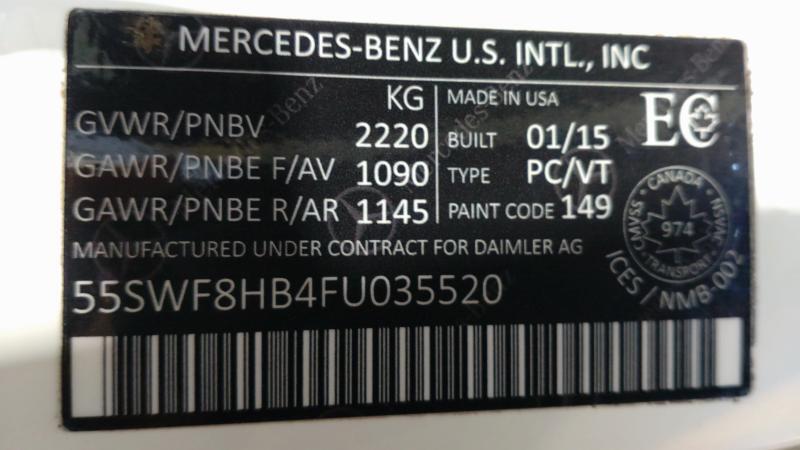 MERCEDES-BENZ U.S. INTL., INC
KG
GVWR/PNBV 2220
GAWR/PNBE F/AV 1090
GAWR/PNBE R/AR 1145
MADE IN USA
BUILT 01/15
TYPE PC/VT
PAINT CODE 149
EC
CANADA
CMVSS · NSVAC
974
TRANSPORT
ICES / NMB-002
MANUFACTURED UNDER CONTRACT FOR DAIMLER AG
55SWF8HB4FU035520